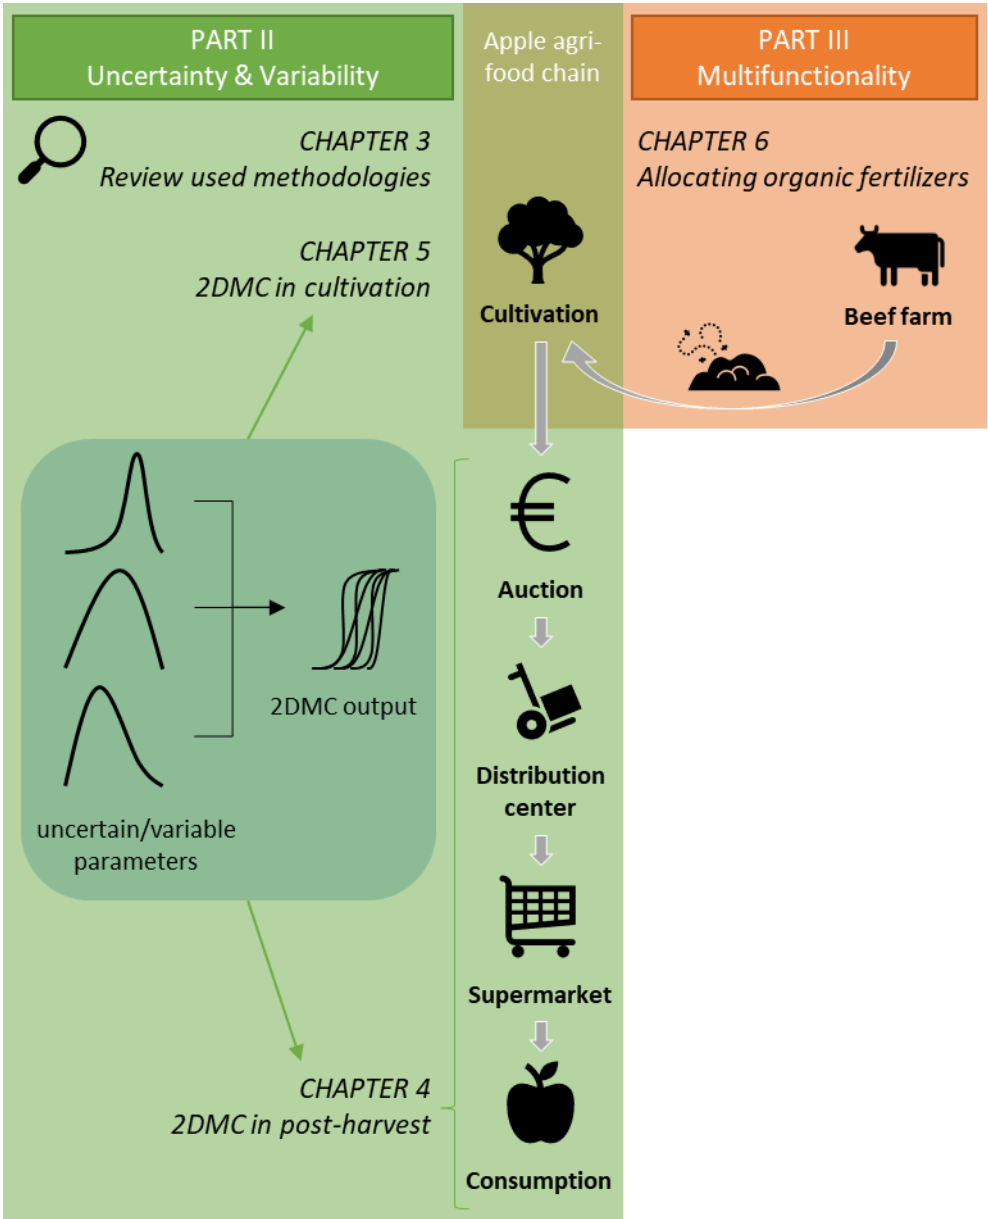 PART II
Uncertainty & Variability
Apple agri-
food chain
PART III
Multifunctionality
CHAPTER 3
Review used methodologies
CHAPTER 6
Allocating organic fertilizers
CHAPTER 5
2DMC in cultivation
Cultivation
Beef farm
€
Auction
2DMC output
Distribution
center
uncertain/variable
parameters
Supermarket
CHAPTER 4
2DMC in post-harvest
Consumption